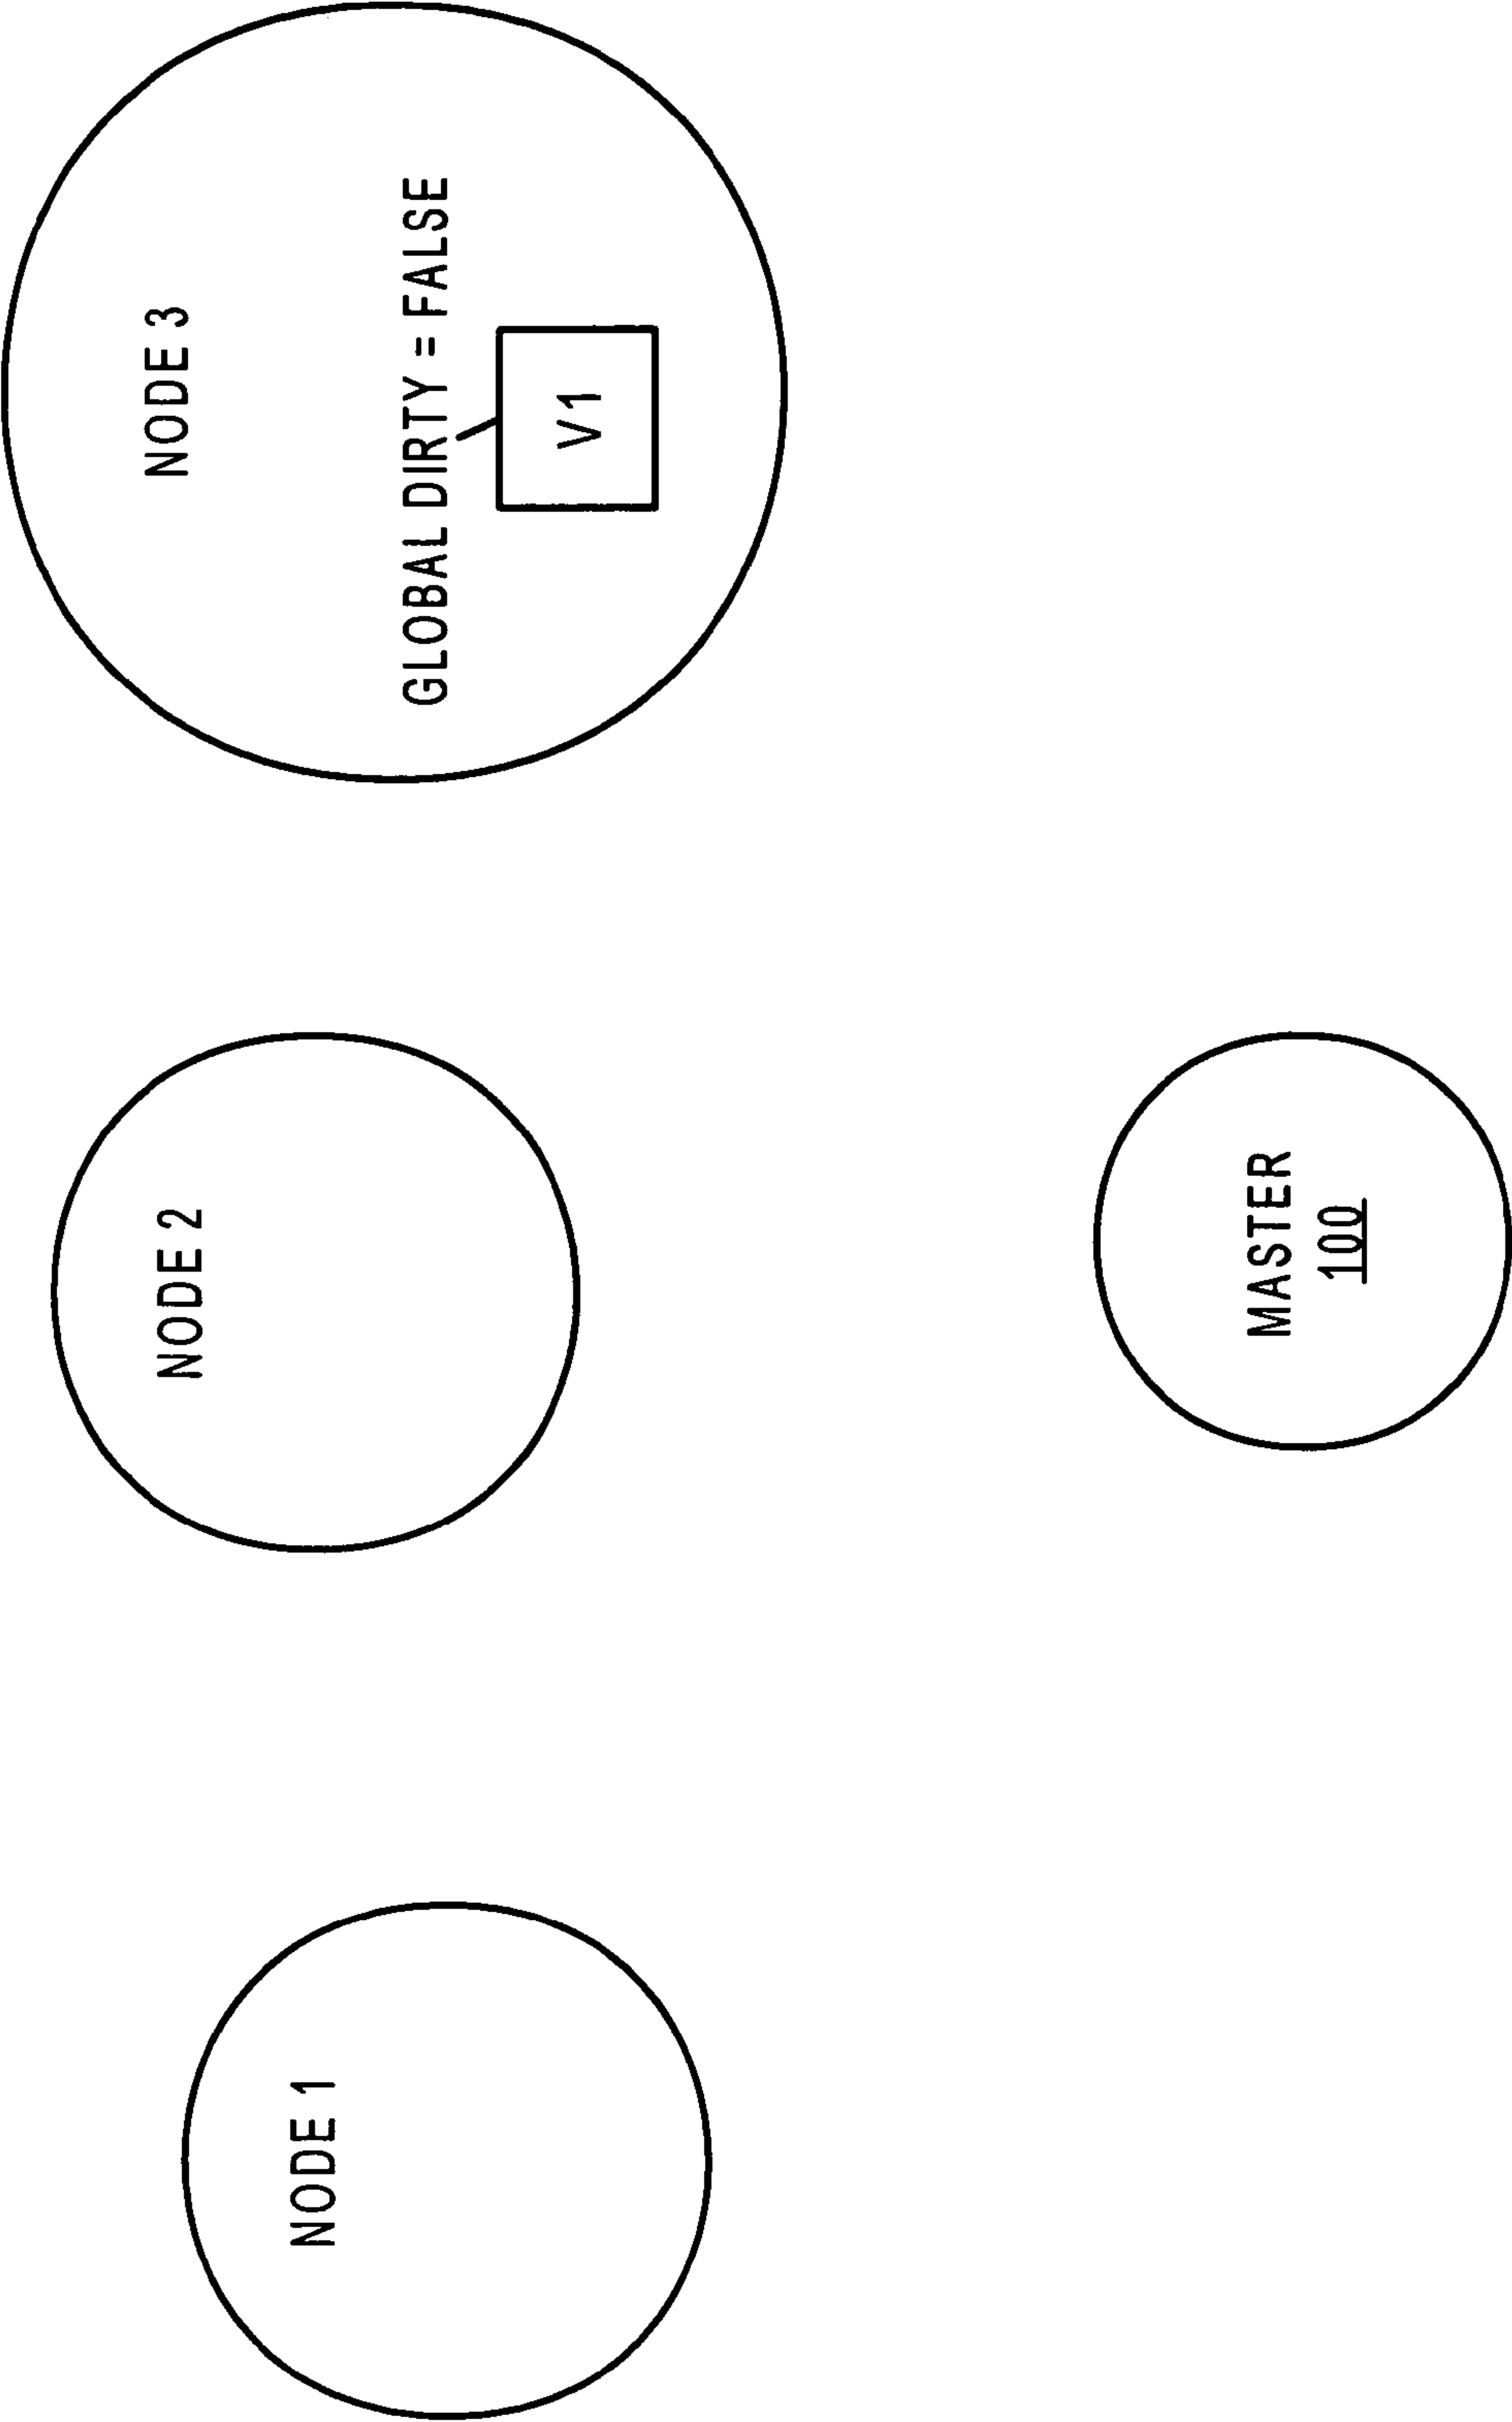 NODE 1
NODE 2
NODE 3
GLOBAL DIRTY = FALSE
V1
MASTER
100